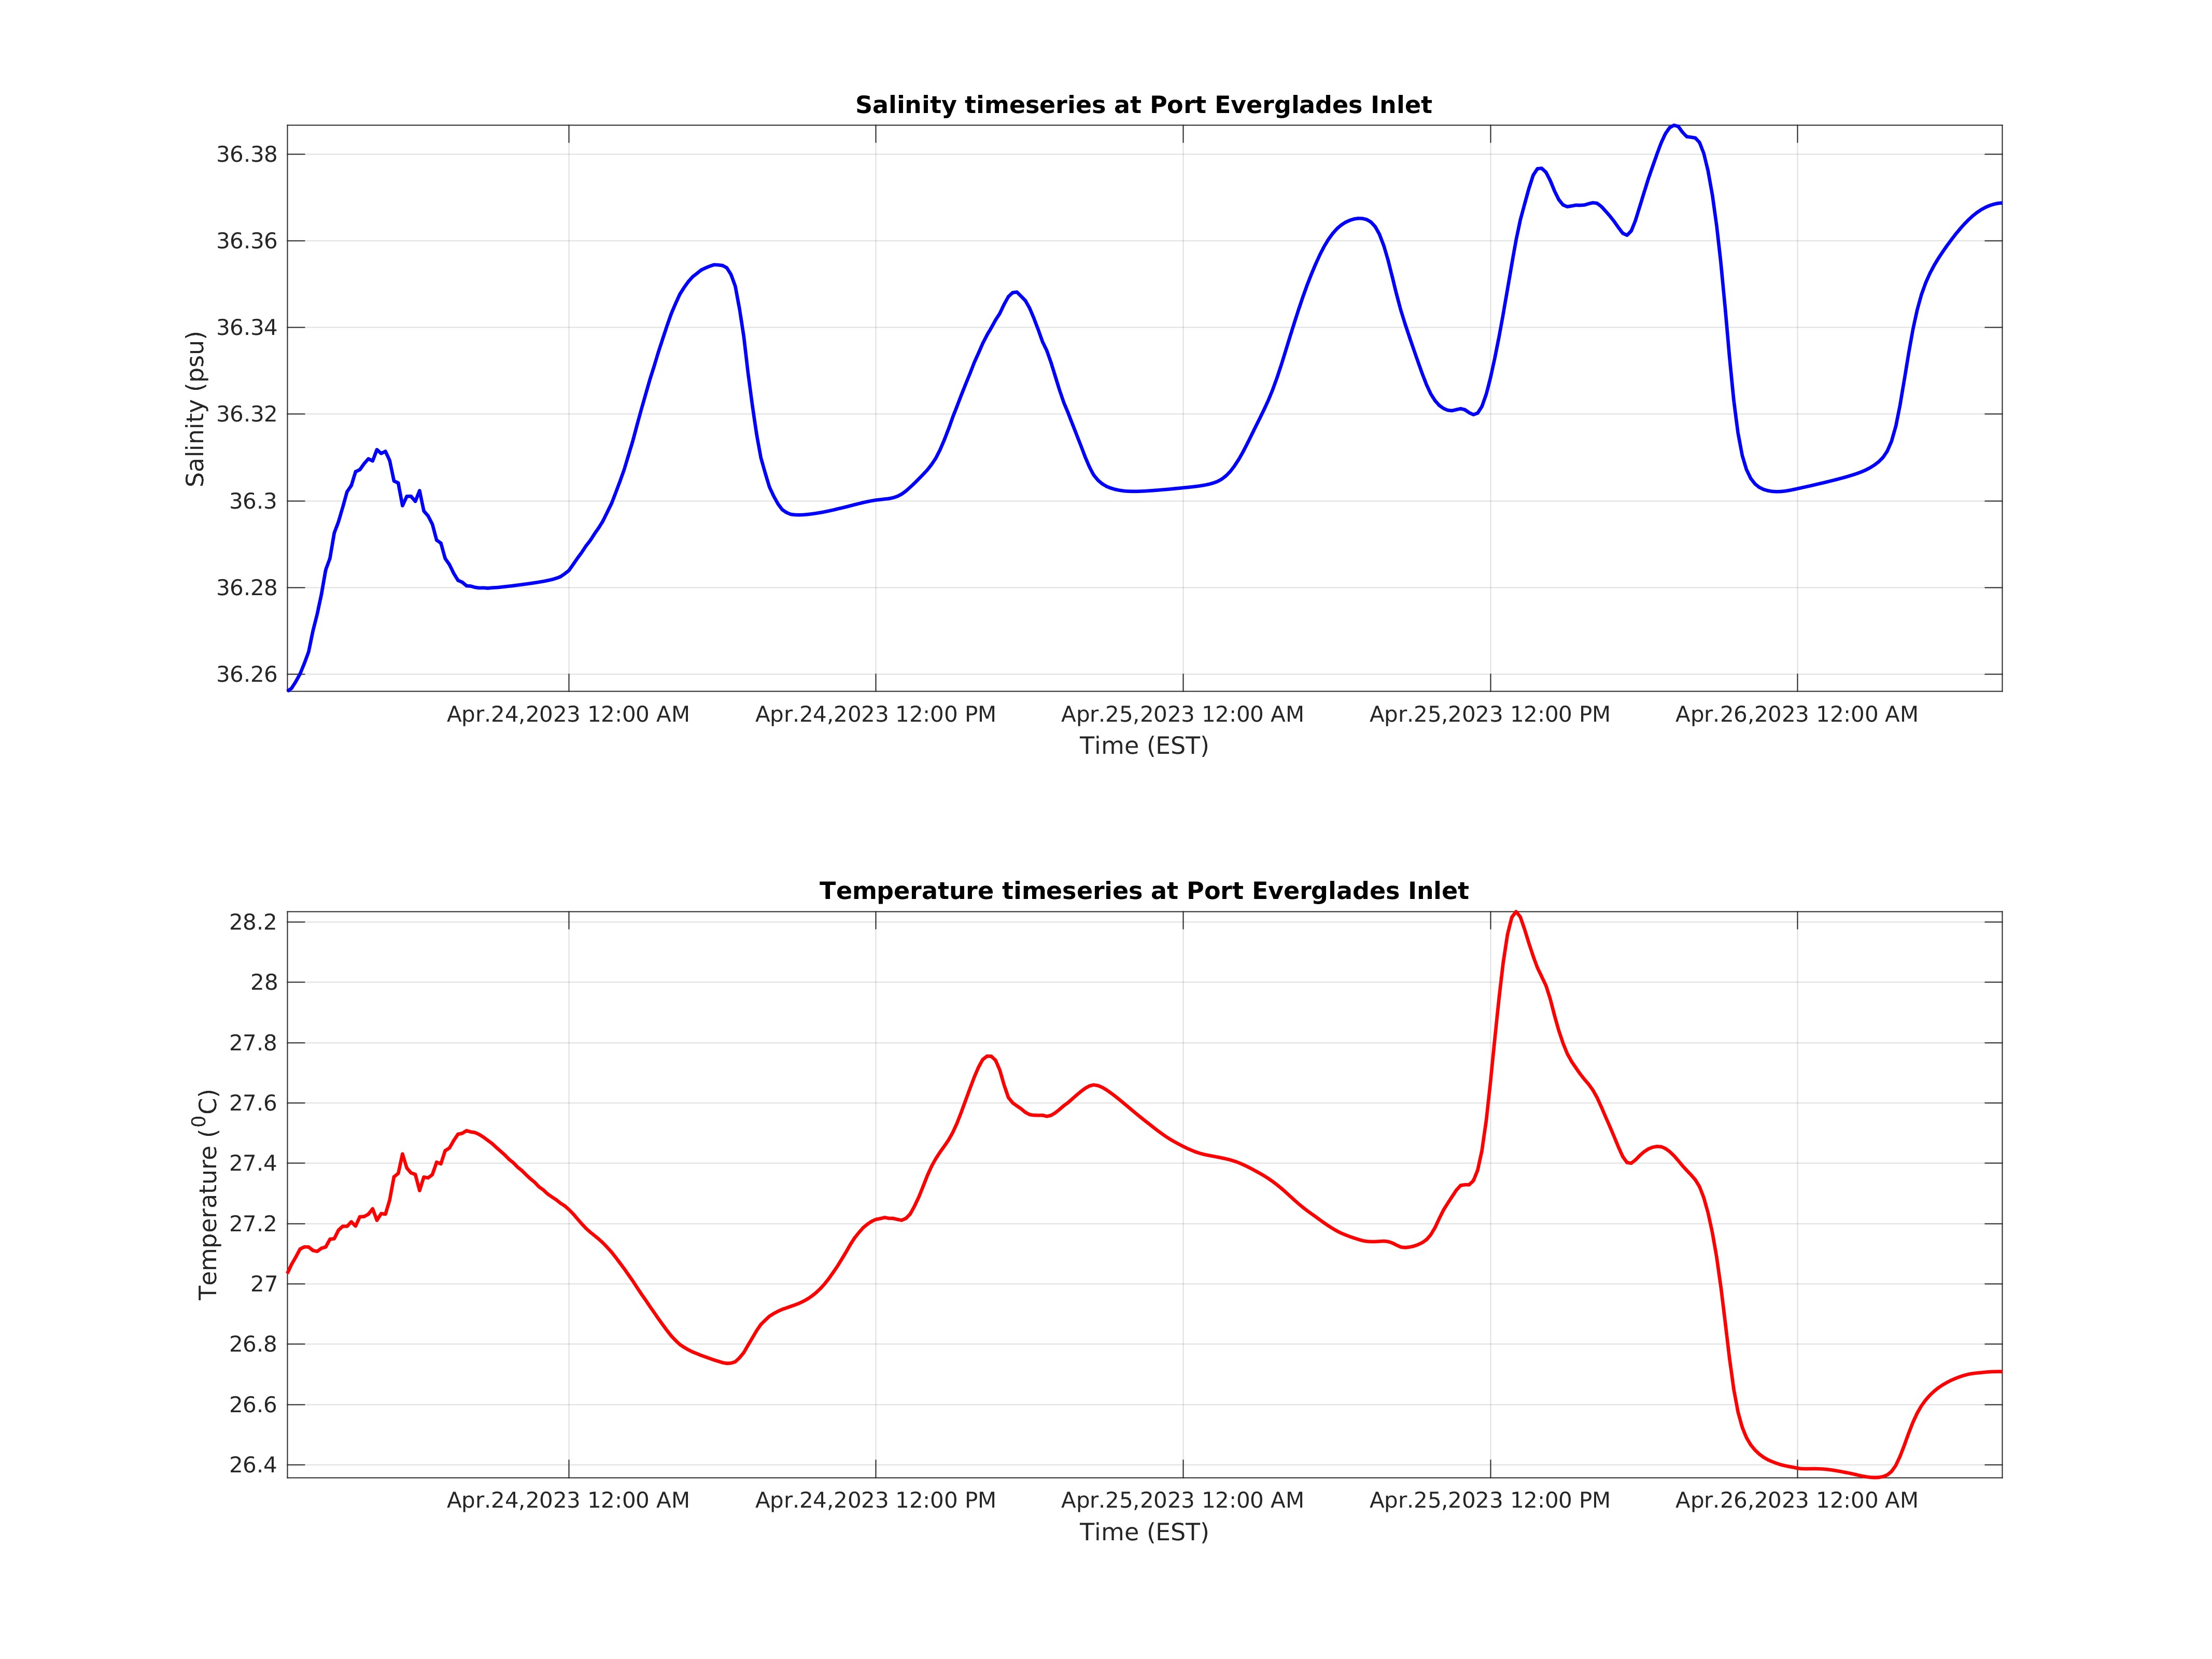 Salinity timeseries at Port Everglades Inlet
36.38
36.36
36.34
36.32
36.3
36.28
36.26
Salinity (psu)
Apr.24,2023 12:00 AM Apr.24,2023 12:00 PM Apr.25,2023 12:00 AM Apr.25,2023 12:00 PM Apr.26,2023 12:00 AM
Time (EST)
Temperature timeseries at Port Everglades Inlet
28.2
28
27.8
27.6
27.4
27.2
27
26.8
26.6
26.4
Temperature (⁰C)
Apr.24,2023 12:00 AM Apr.24,2023 12:00 PM Apr.25,2023 12:00 AM Apr.25,2023 12:00 PM Apr.26,2023 12:00 AM
Time (EST)